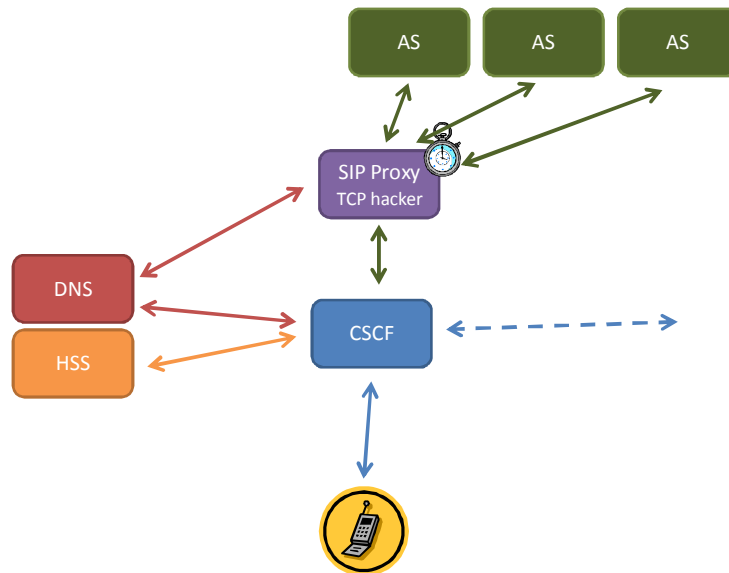 AS
AS
AS
SIP Proxy
TCP hacker
DNS
CSCF
HSS